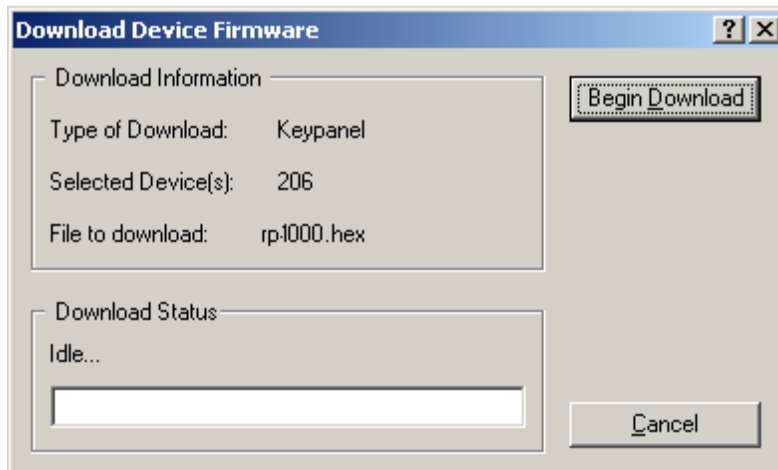 Download Device Firmware
Download Information
Type of Download: Keypanel
Selected Device(s): 206
File to download: rp1000.hex
Begin Download
Download Status
Idle...
Cancel